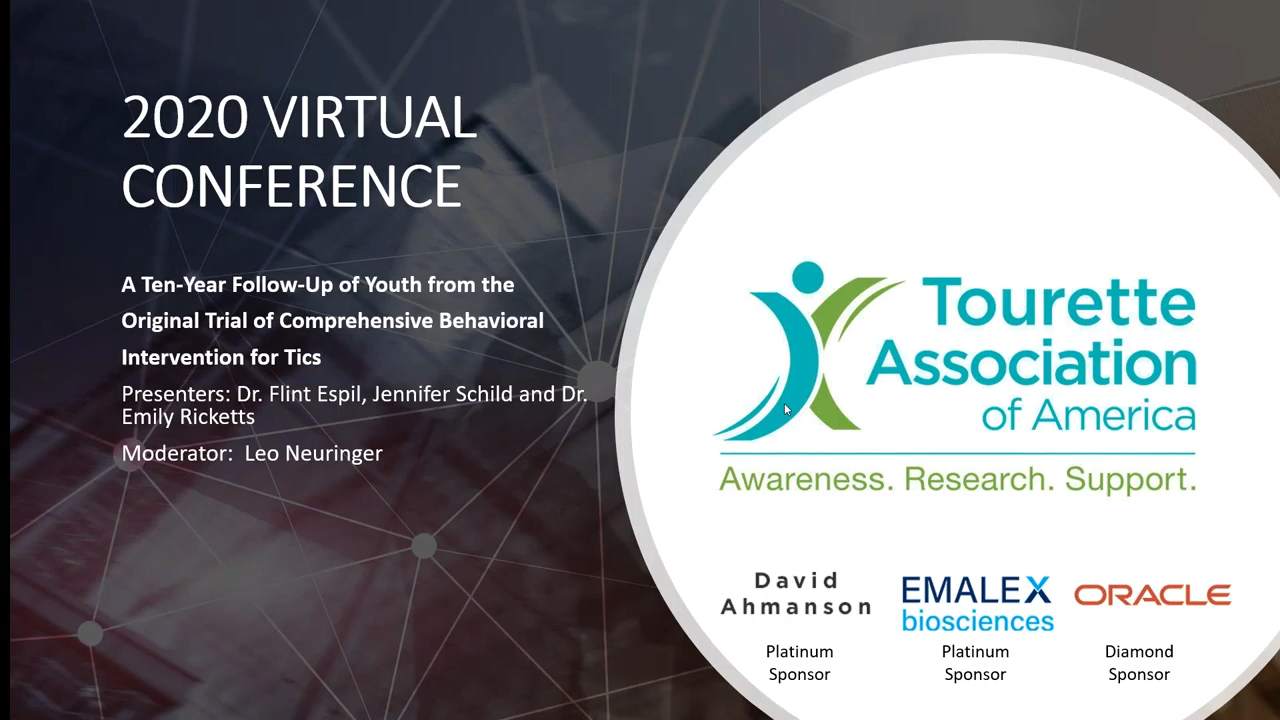 2020 VIRTUAL
CONFERENCE
A Ten-Year Follow-Up of Youth from the
Original Trial of Comprehensive Behavioral
Intervention for Tics
Presenters: Dr. Flint Espil, Jennifer Schild and Dr.
Emily Ricketts
Moderator:  Leo Neuringer
Tourette
Association
of America
Awareness. Research. Support.
David
Ahmanson
Platinum
Sponsor
EMALEX
biosciences
Platinum
Sponsor
ORACLE
Diamond
Sponsor